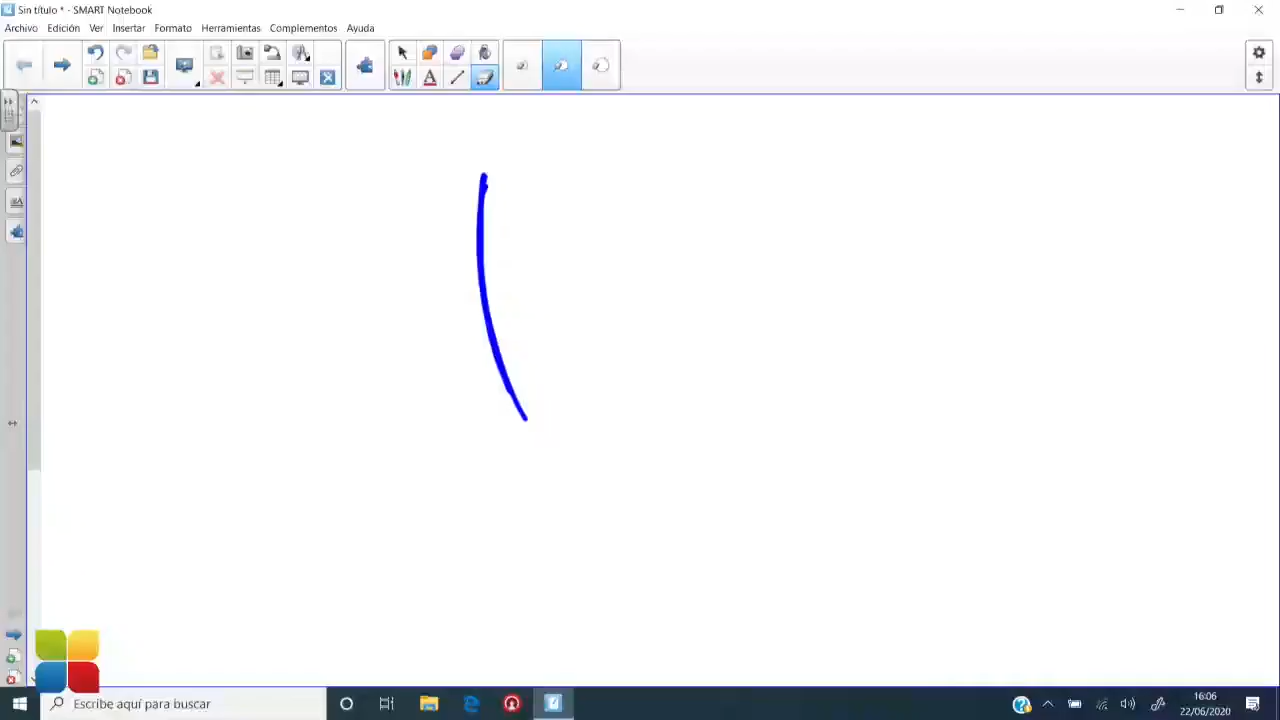 Sin título * - SMART Notebook
Archivo Edición Ver Insertar Formato Herramientas Complementos Ayuda
Escribe aquí para buscar
16:06
22/06/2020